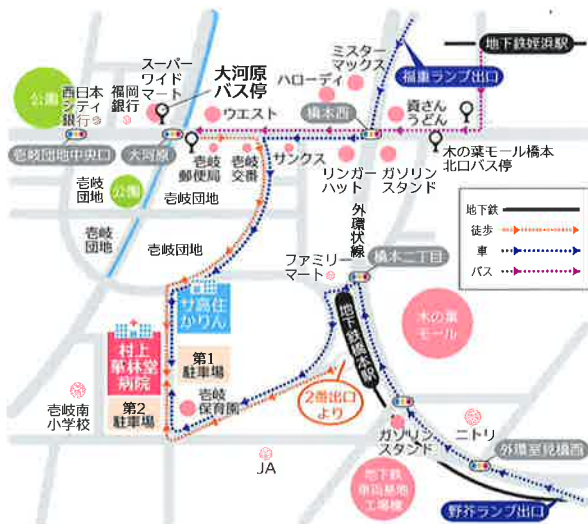 地下鉄姪浜駅
ミスター
マックス
福重ランプ出口
ハローディ
スーパー
ワイド
マート
大河原
バス停
福岡
銀行
西日本
シティ
銀行
公園
ウエスト
橋本西
資さん
うどん
壱岐団地中央口
大河原
壱岐
郵便局
壱岐
交番
サンクス
リンガー
ハット
ガソリン
スタンド
木の葉モール橋本
北口バス停
壱岐
団地
公園
壱岐団地
壱岐
団地
壱岐団地
外環状線
地下鉄
徒歩
車
バス
ファミリー
マート
橋本二丁目
サ高住
かりん
木の葉
モール
地下鉄橋本駅
村上
華林堂
病院
第1
駐車場
第2
駐車場
壱岐
保育園
2番出口
より
壱岐南
小学校
JA
ガソリン
スタンド
ニトリ
外環室見橋西
地下鉄
車両基地
工場棟
野芥ランプ出口